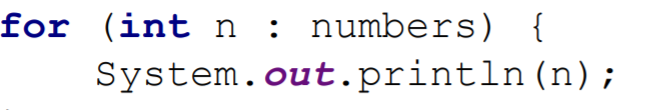 for (int n : numbers) {
    System.out.println(n);